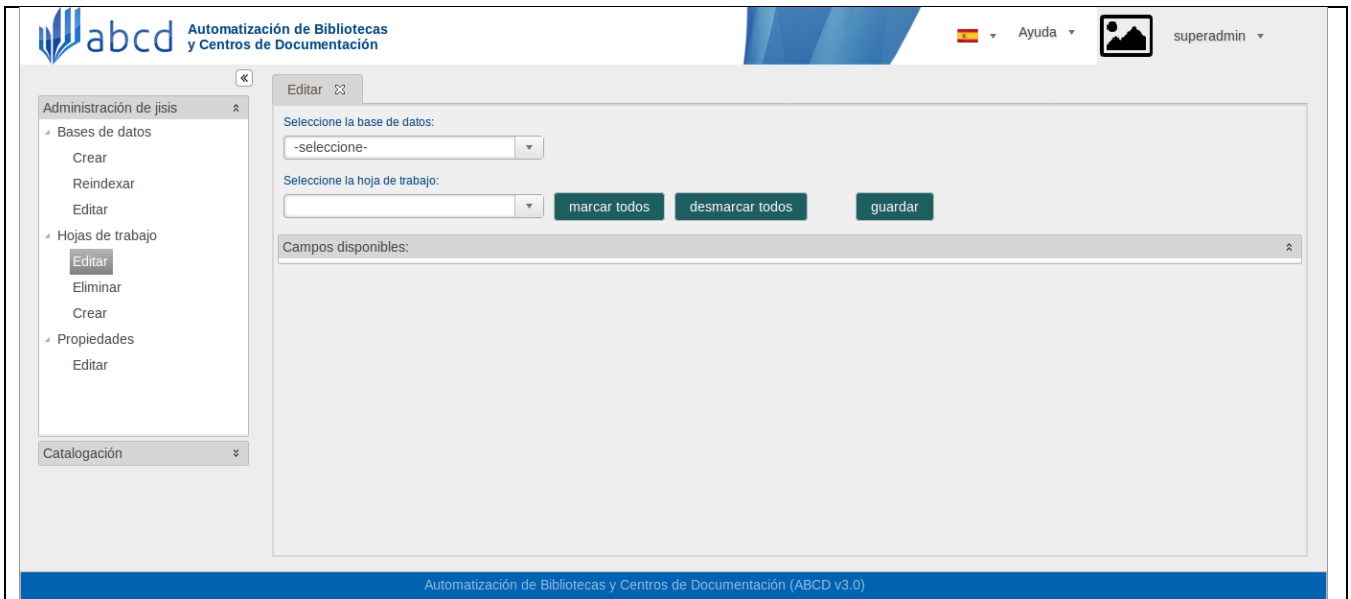 abcd
Automatización de Bibliotecas
y Centros de Documentación
Ayuda
superadmin
Administración de jisis
Bases de datos
Crear
Reindexar
Editar
Hojas de trabajo
Editar
Eliminar
Crear
Propiedades
Editar
Catalogación
Editar
Seleccione la base de datos:
-seleccione-
Seleccione la hoja de trabajo:
marcar todos desmarcar todos guardar
Campos disponibles:
Automatización de Bibliotecas y Centros de Documentación (ABCD v3.0)